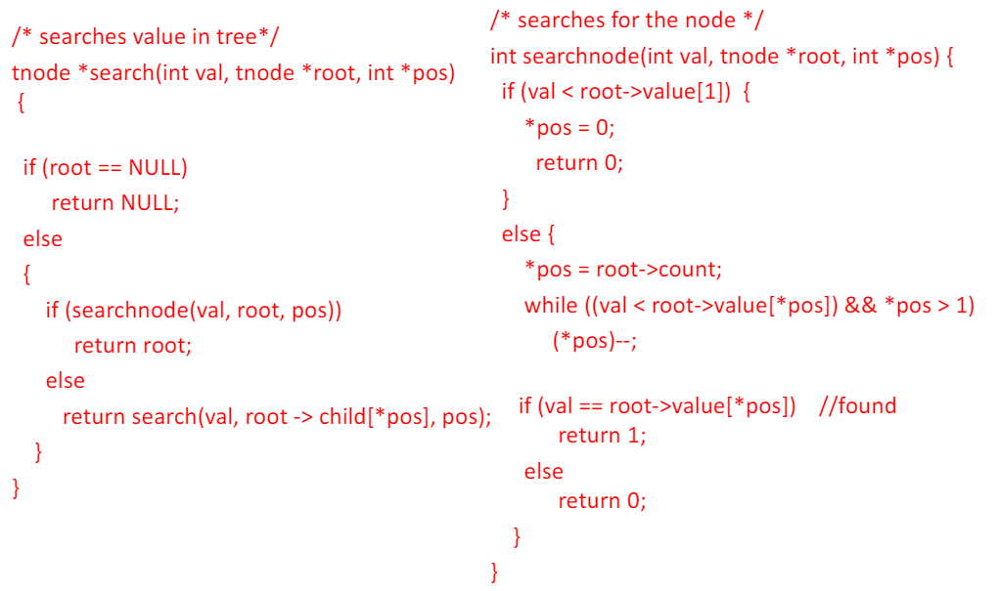 /* searches value in tree*/
tnode *search(int val, tnode *root, int *pos)
{
if (root == NULL)
return NULL;
else
{
if (searchnode(val, root, pos))
return root;
else
return search(val, root -> child[*pos], pos);
}
}
/* searches for the node */
int searchnode(int val, tnode *root, int *pos) {
if (val < root->value[1]) {
*pos = 0;
return 0;
}
else {
*pos = root->count;
while ((val < root->value[*pos]) && *pos > 1)
(*pos)--;
if (val == root->value[*pos]) //found
return 1;
else
return 0;
}
}